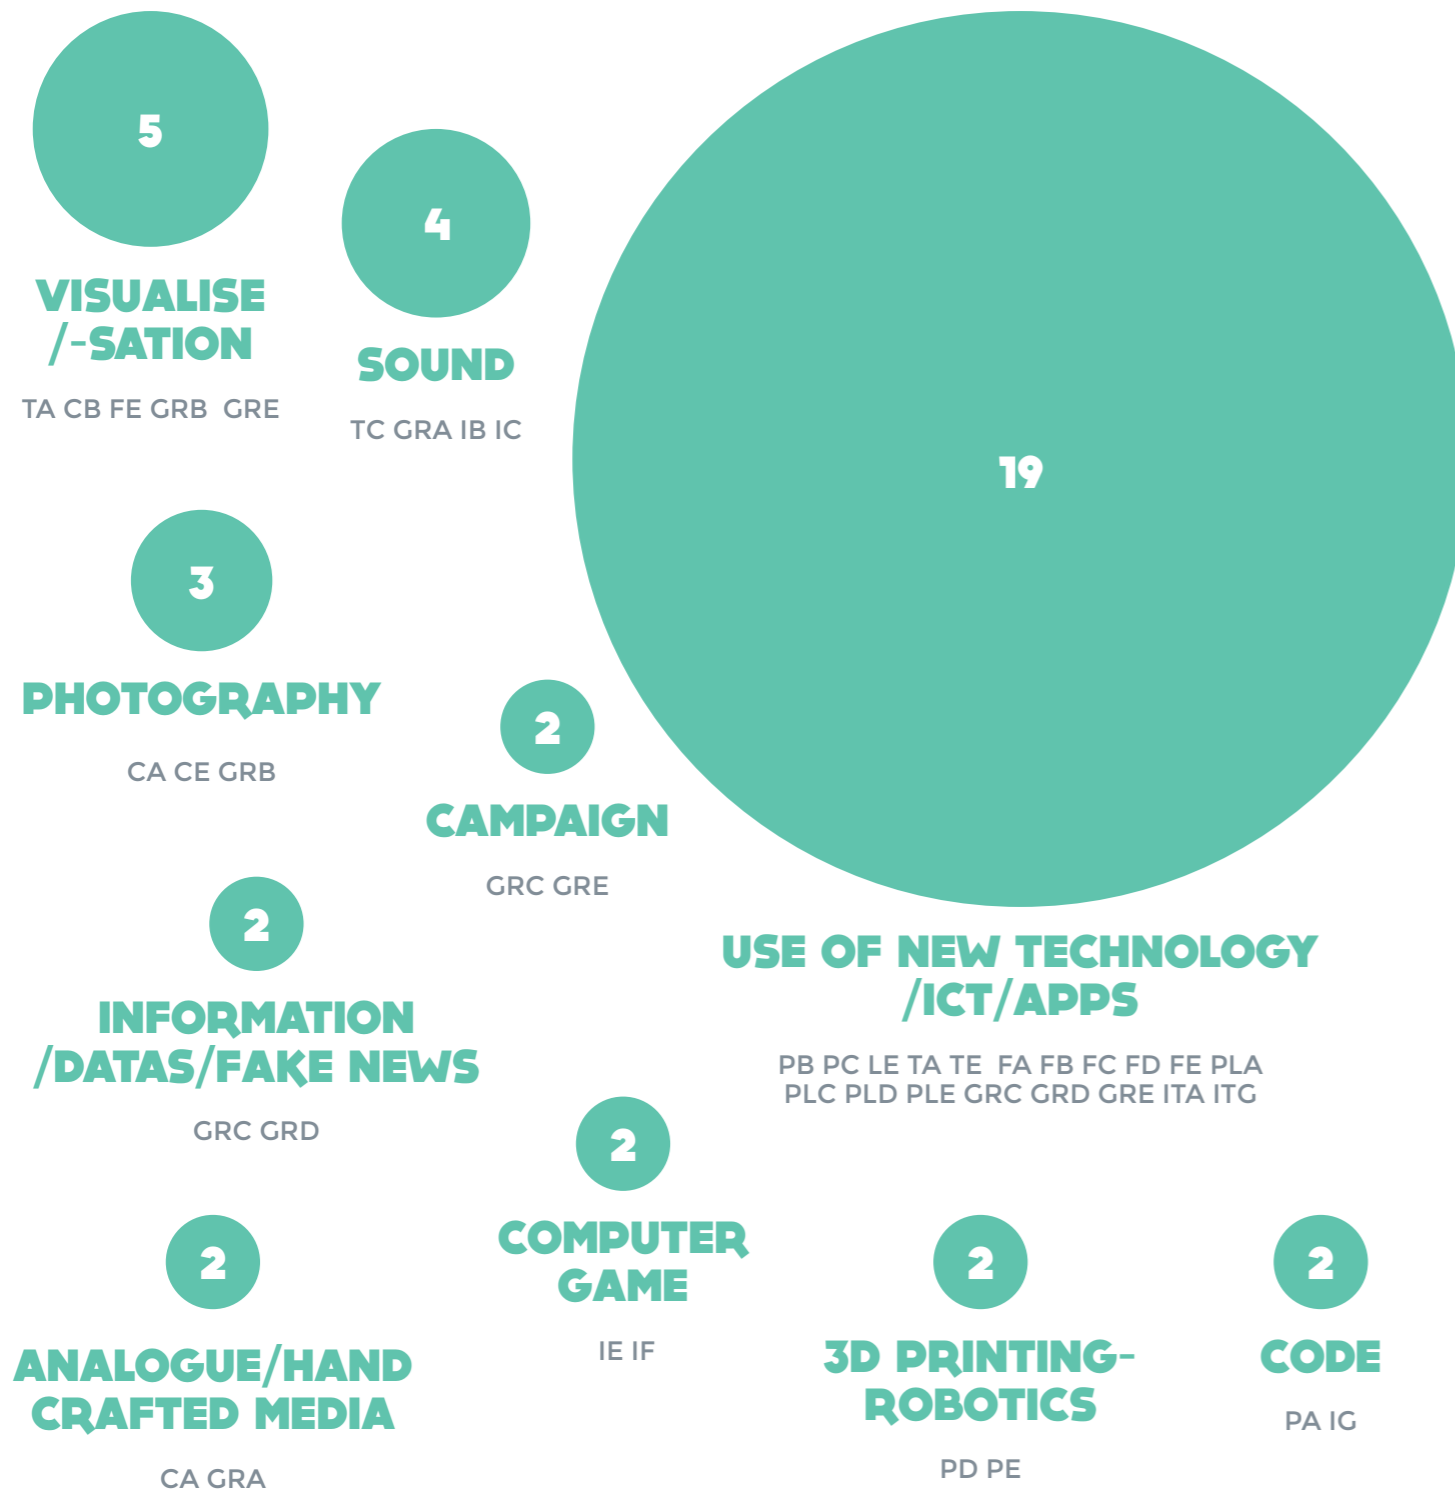 5
VISUALISE
/-SATION
TA CB FE GRB GRE
4
SOUND
TC GRA IB IC
19
USE OF NEW TECHNOLOGY
/ICT/APPS
PB PC LE TA TE FA FB FC FD FE PLA
PLC PLD PLE GRC GRD GRE ITA ITG
3
PHOTOGRAPHY
CA CE GRB
2
CAMPAIGN
GRC GRE
2
INFORMATION
/DATAS/FAKE NEWS
GRC GRD
2
COMPUTER
GAME
IE IF
2
ANALOGUE/HAND
CRAFTED MEDIA
CA GRA
2
3D PRINTING-
ROBOTICS
PD PE
2
CODE
PA IG